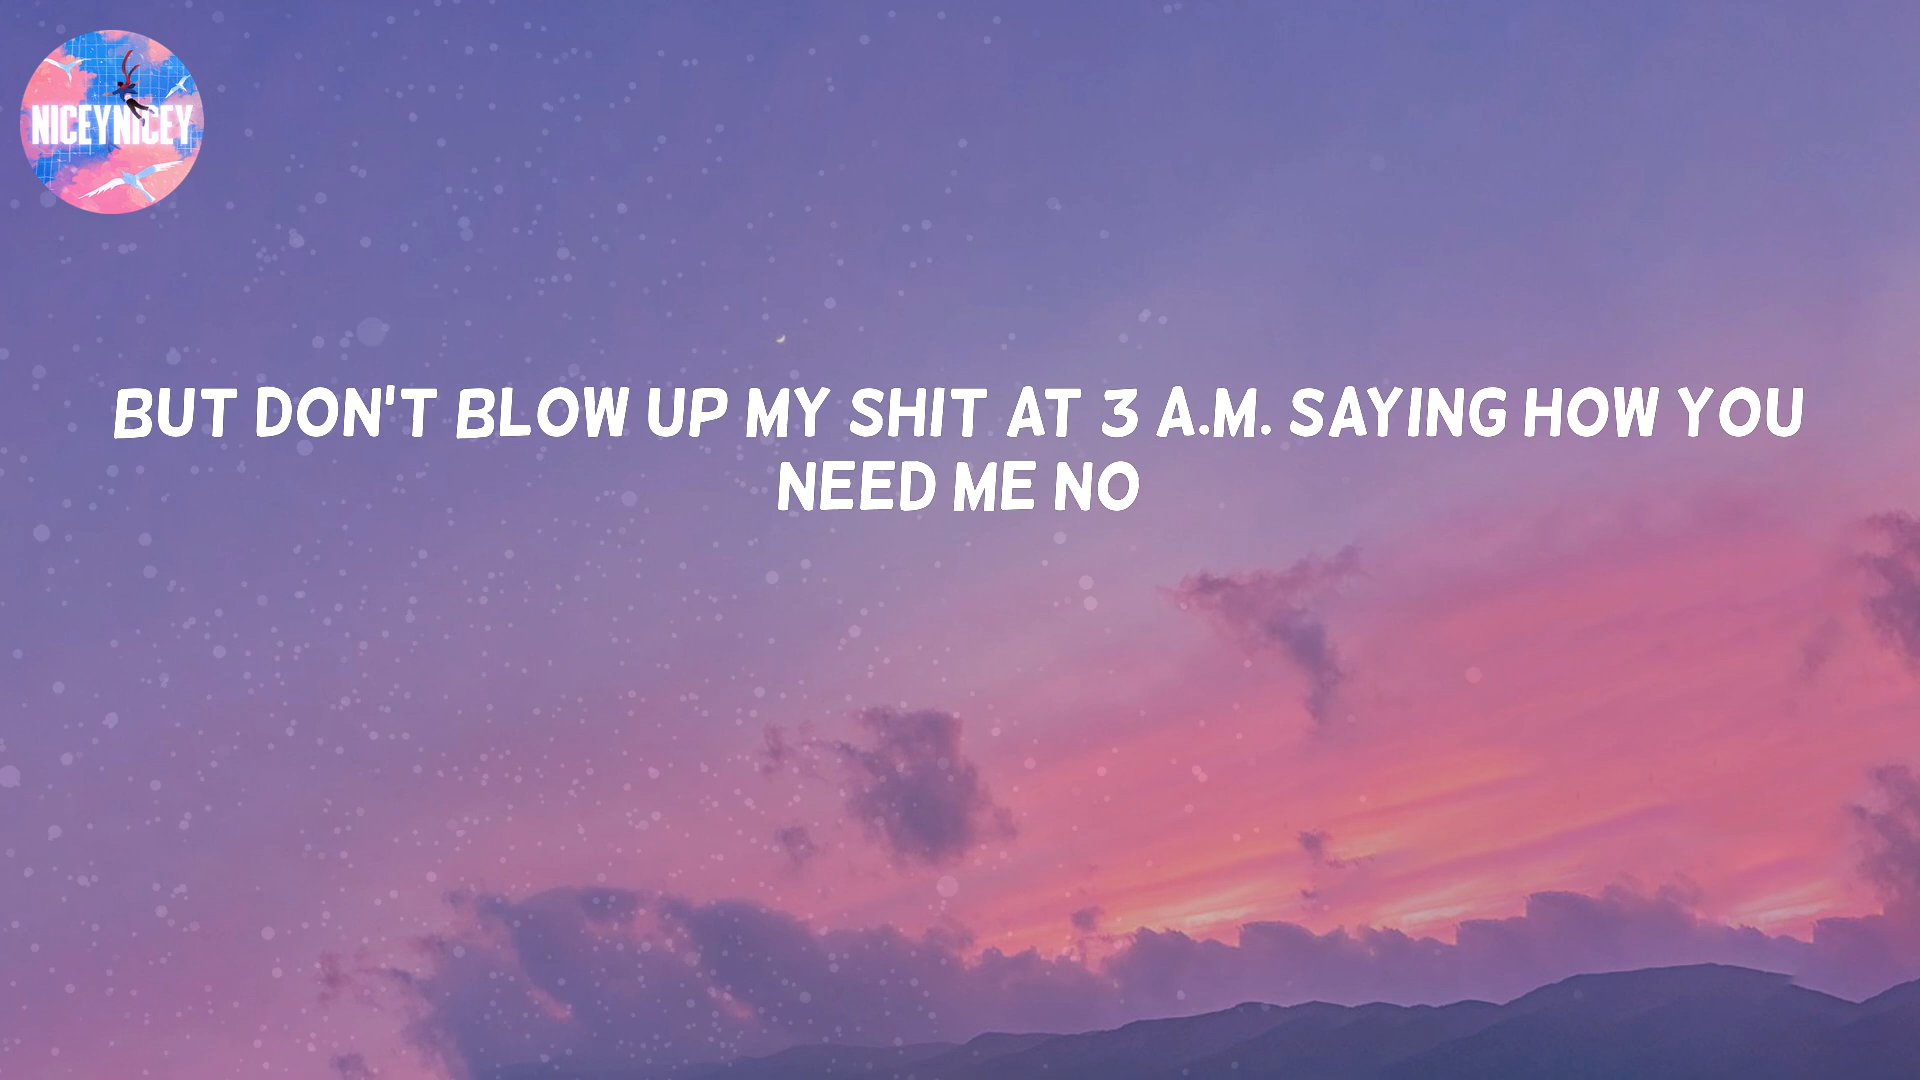 NICEYNICEY
BUT DON'T BLOW UP MY SHIT AT 3 A.M. SAYING HOW YOU
NEED ME NO